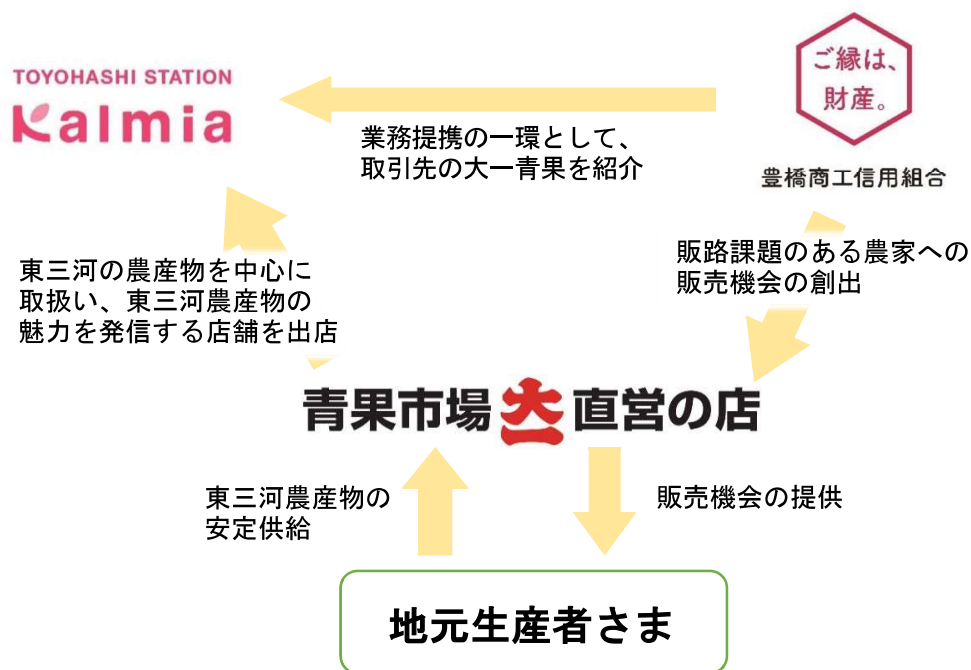 TOYOHASHI STATION
Kalmia
ご縁は、
財産。
豊橋商工信用組合
業務提携の一環として、
取引先の大一青果を紹介
東三河の農産物を中心に
取扱い、東三河農産物の
魅力を発信する店舗を出店
販路課題のある農家への
販売機会の創出
青果市場 大一 直営の店
東三河農産物の
安定供給
販売機会の提供
地元生産者さま